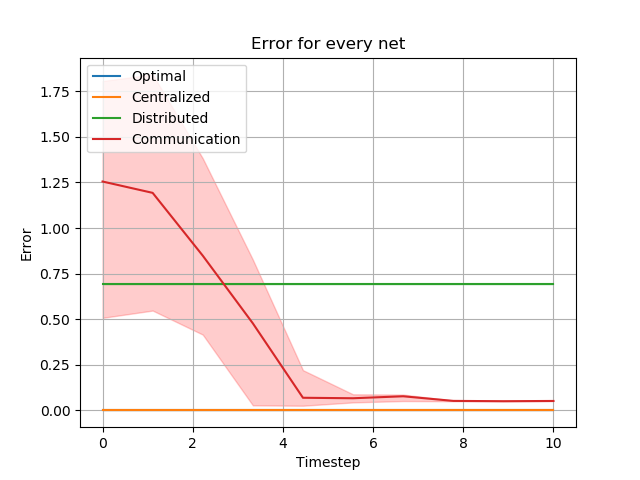 Error for every net
Optimal
Centralized
Distributed
Communication
Error
1.75
1.50
1.25
1.00
0.75
0.50
0.25
0.00
0 2 4 6 8 10
Timestep